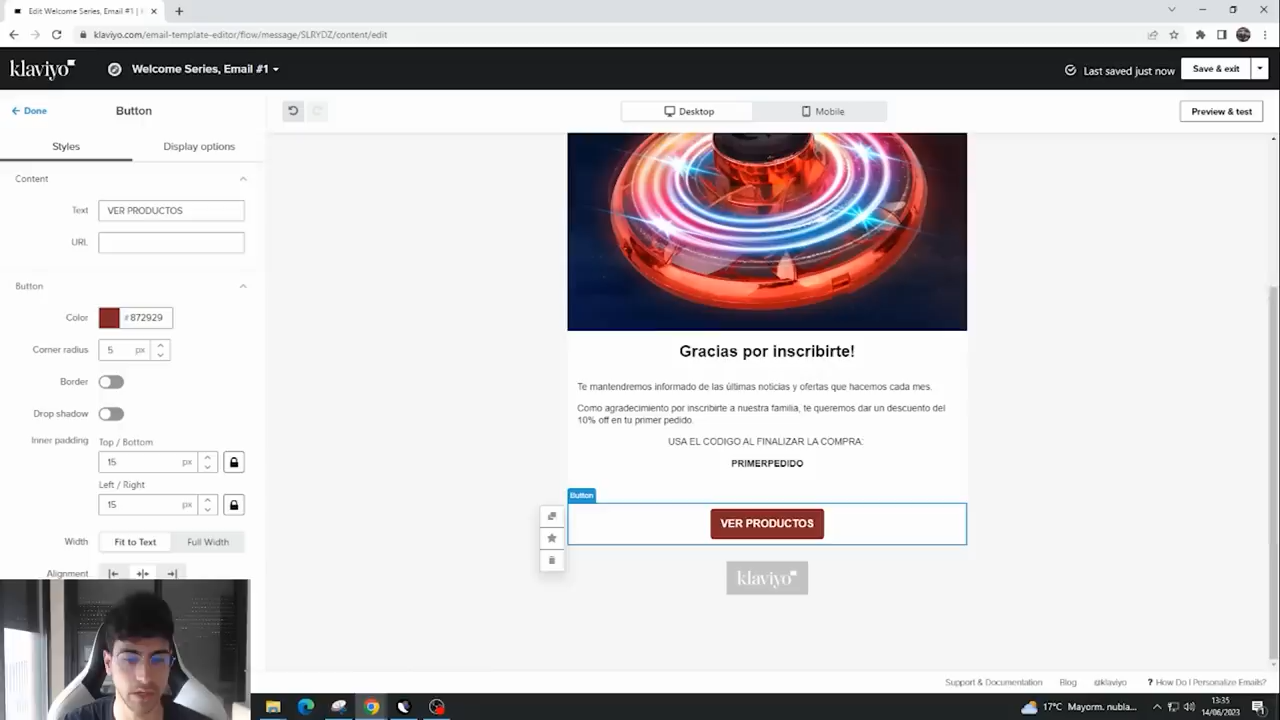 Edit Welcome Series, Email #1 |
klaviyo.com/email-template-editor/flow/message/SLRYDZ/content/edit
klaviyo
Welcome Series, Email #1
Last saved just now
Save & exit
Done
Button
Desktop
Mobile
Preview & test
Styles
Display options
Content
Text
VER PRODUCTOS
URL
Button
Color
#872929
Corner radius
5 px
Border
Drop shadow
Inner padding
Top / Bottom
15 px
Left / Right
15 px
Width
Fit to Text
Full Width
Alignment
Gracias por inscribirte!
Te mantendremos informado de las últimas noticias y ofertas que hacemos cada mes.
Como agradecimiento por inscribirte a nuestra familia, te queremos dar un descuento del
10% off en tu primer pedido.
USA EL CODIGO AL FINALIZAR LA COMPRA:
PRIMERPEDIDO
Button
VER PRODUCTOS
klaviyo
Support & Documentation
Blog
@klaviyo
? How Do I Personalize Emails?
17°C Mayorm. nubla...
13:35
14/06/2023